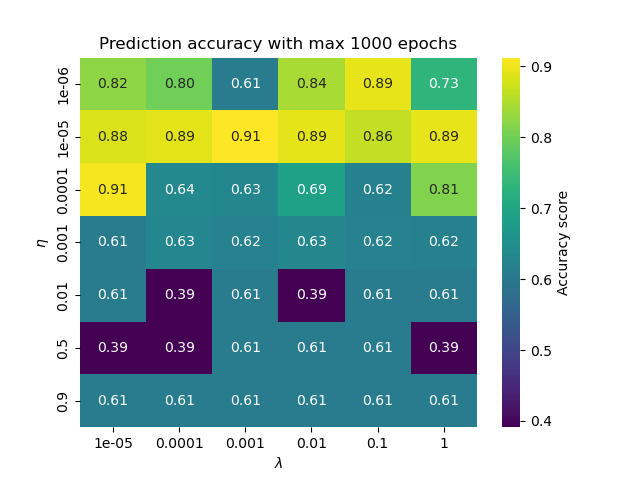 Prediction accuracy with max 1000 epochs
1e-06 0.82 0.80 0.61 0.84 0.89 0.73
1e-05 0.88 0.89 0.91 0.89 0.86 0.89
0.0001 0.91 0.64 0.63 0.69 0.62 0.81
0.001 0.61 0.63 0.62 0.63 0.62 0.62
0.01 0.61 0.39 0.61 0.39 0.61 0.61
0.5 0.39 0.39 0.61 0.61 0.61 0.39
0.9 0.61 0.61 0.61 0.61 0.61 0.61
η
1e-05 0.0001 0.001 0.01 0.1 1
λ
0.9
0.8
0.7
0.6
0.5
0.4
Accuracy score